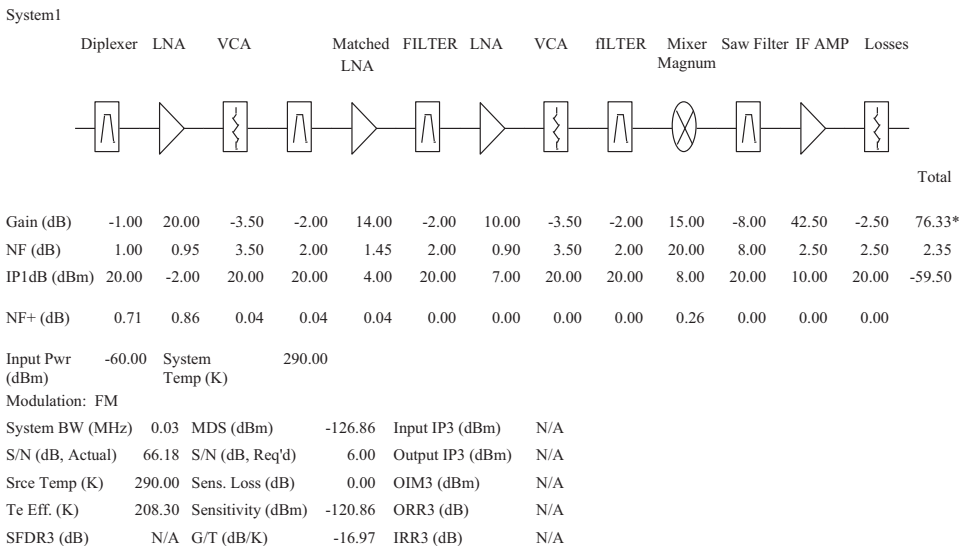 System1
Diplexer LNA VCA Matched FILTER LNA VCA fILTER Mixer Saw Filter IF AMP Losses
LNA Magnum
Total
Gain (dB) -1.00 20.00 -3.50 -2.00 14.00 -2.00 10.00 -3.50 -2.00 15.00 -8.00 42.50 -2.50 76.33*
NF (dB) 1.00 0.95 3.50 2.00 1.45 2.00 0.90 3.50 2.00 20.00 8.00 2.50 2.50 2.35
IP1dB (dBm) 20.00 -2.00 20.00 20.00 4.00 20.00 7.00 20.00 20.00 8.00 20.00 10.00 20.00 -59.50
NF+ (dB) 0.71 0.86 0.04 0.04 0.04 0.00 0.00 0.00 0.00 0.26 0.00 0.00 0.00
Input Pwr -60.00 System 290.00
(dBm) Temp (K)
Modulation: FM
System BW (MHz) 0.03 MDS (dBm) -126.86 Input IP3 (dBm) N/A
S/N (dB, Actual) 66.18 S/N (dB, Req'd) 6.00 Output IP3 (dBm) N/A
Srce Temp (K) 290.00 Sens. Loss (dB) 0.00 OIM3 (dBm) N/A
Te Eff. (K) 208.30 Sensitivity (dBm) -120.86 ORR3 (dB) N/A
SFDR3 (dB) N/A G/T (dB/K) -16.97 IRR3 (dB) N/A